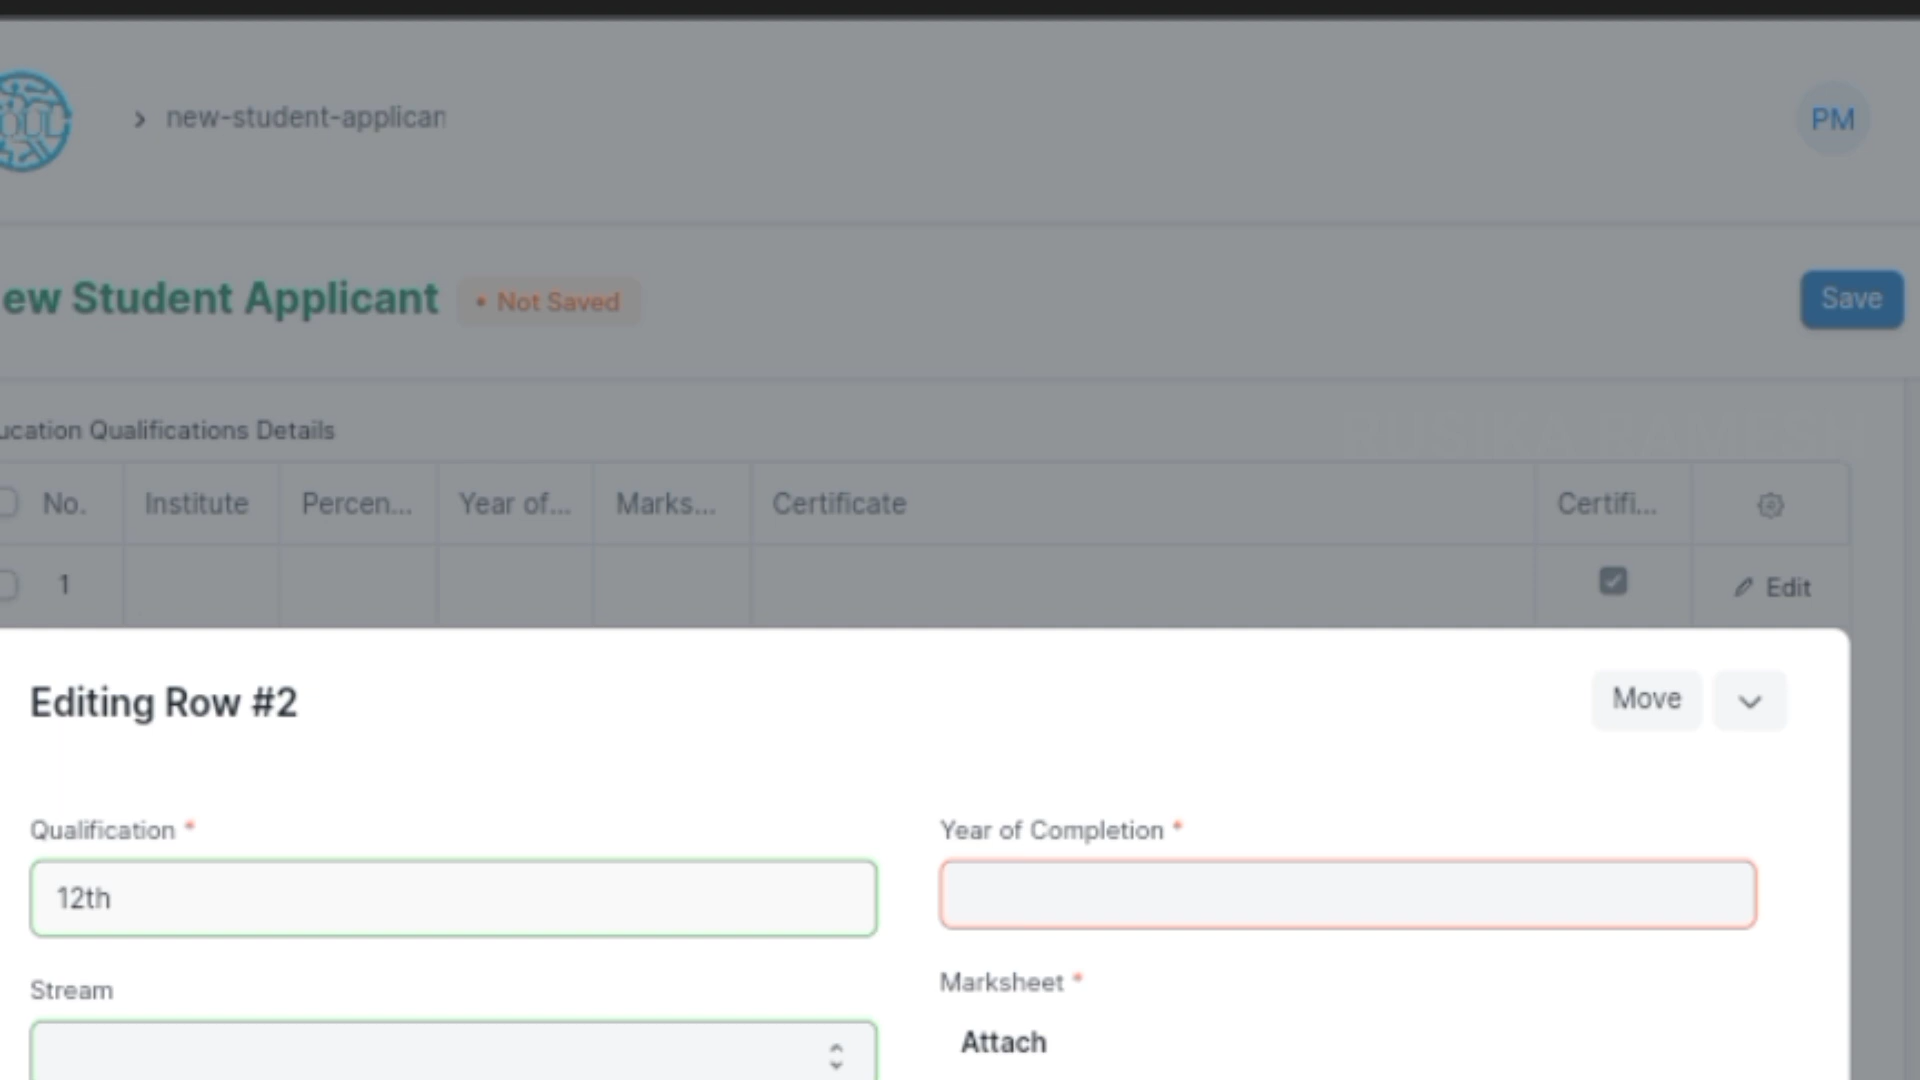 new-student-applican
PM
ew Student Applicant
• Not Saved
Save
ucation Qualifications Details
No. Institute Percen... Year of... Marks... Certificate Certifi...
1 Edit
Editing Row #2
Move
Qualification *
Year of Completion *
12th
Stream
Marksheet *
Attach